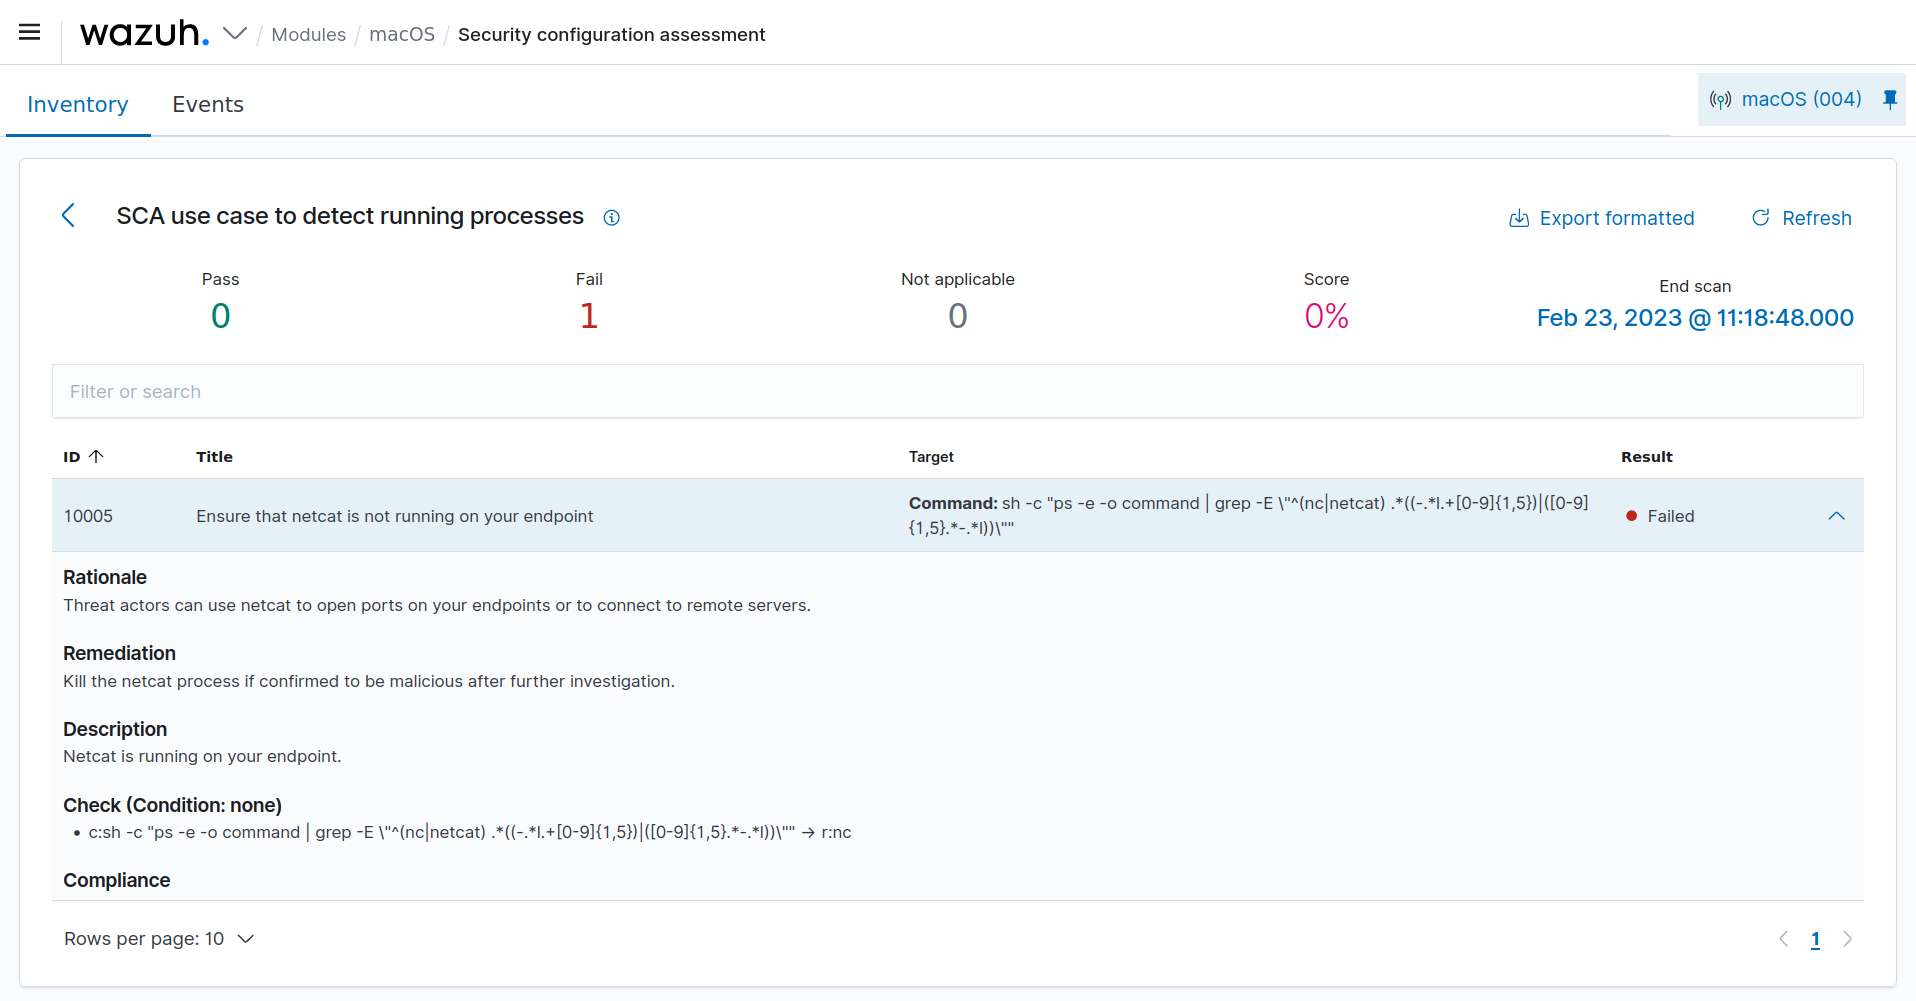 wazuh. / Modules / macOS / Security configuration assessment
Inventory Events macOS (004)
SCA use case to detect running processes Export formatted Refresh
Pass Fail Not applicable Score End scan
0 1 0 0% Feb 23, 2023 @ 11:18:48.000
Filter or search
ID Title Target Result
10005 Ensure that netcat is not running on your endpoint Command: sh -c "ps -e -o command | grep -E \"^(nc|netcat) .*((-.*l.+[0-9]{1,5})|([0-9] Failed
{1,5}.*-.*l))\""
Rationale
Threat actors can use netcat to open ports on your endpoints or to connect to remote servers.
Remediation
Kill the netcat process if confirmed to be malicious after further investigation.
Description
Netcat is running on your endpoint.
Check (Condition: none)
• c:sh -c "ps -e -o command | grep -E \"^(nc|netcat) .*((-.*l.+[0-9]{1,5})|([0-9]{1,5}.*-.*l))\"" → r:nc
Compliance
Rows per page: 10 1